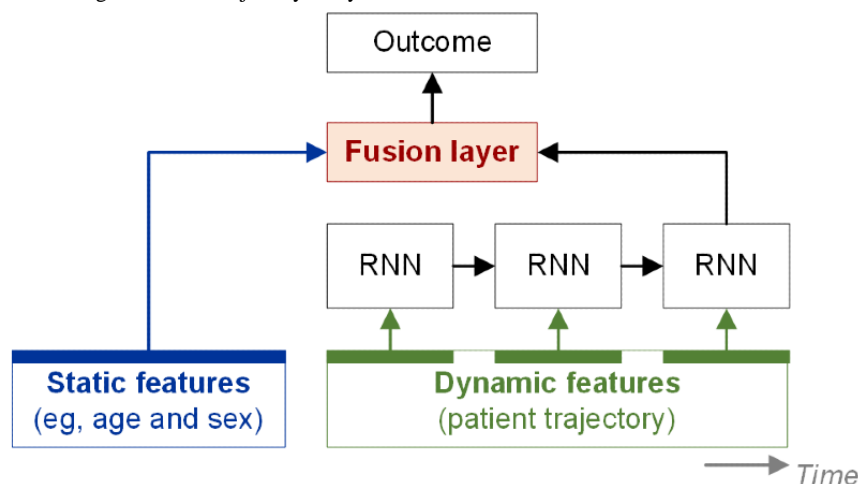 Outcome
Fusion layer
RNN
RNN
RNN
Static features
(eg, age and sex)
Dynamic features
(patient trajectory)
Time